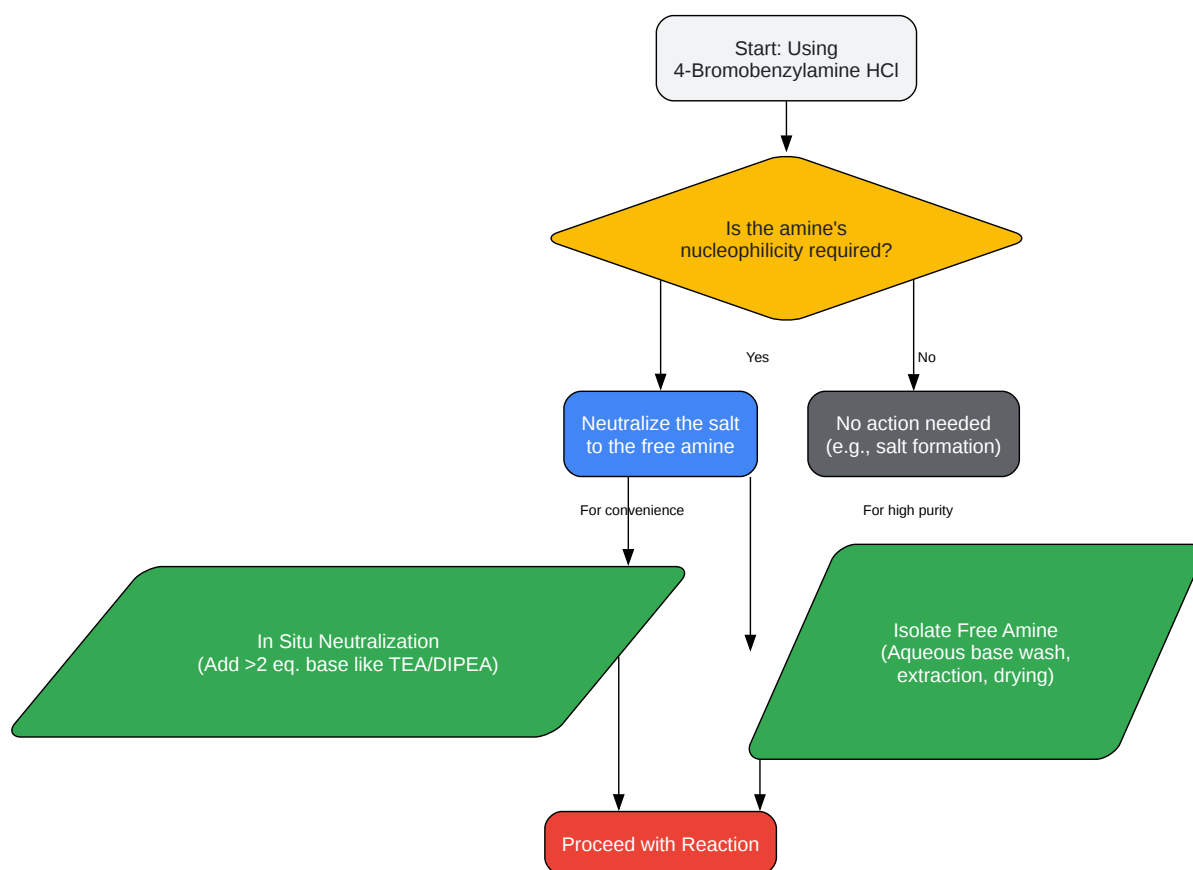 Start: Using
4-Bromobenzylamine HCl
Is the amine's
nucleophilicity required?
Yes
No
Neutralize the salt
to the free amine
No action needed
(e.g., salt formation)
For convenience
For high purity
In Situ Neutralization
(Add >2 eq. base like TEA/DIPEA)
Isolate Free Amine
(Aqueous base wash,
extraction, drying)
Proceed with Reaction